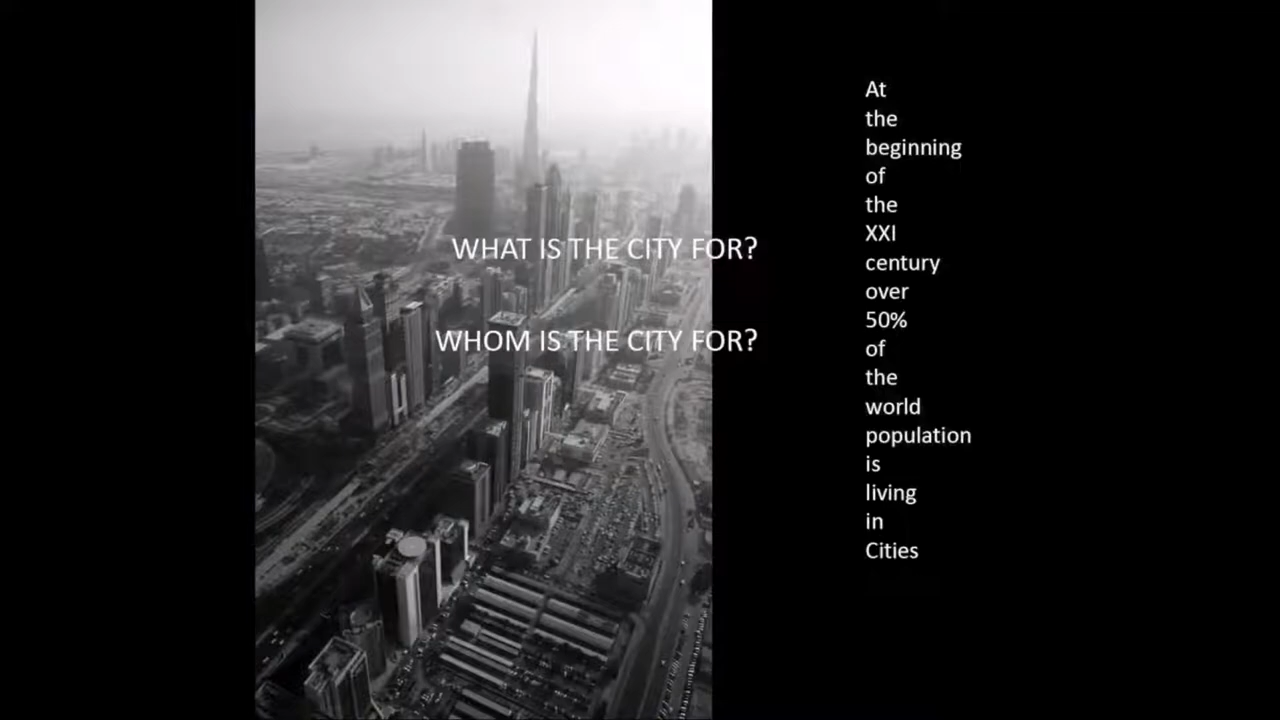 WHAT IS THE CITY FOR?
WHOM IS THE CITY FOR?
At
the
beginning
of
the
XXI
century
over
50%
of
the
world
population
is
living
in
Cities